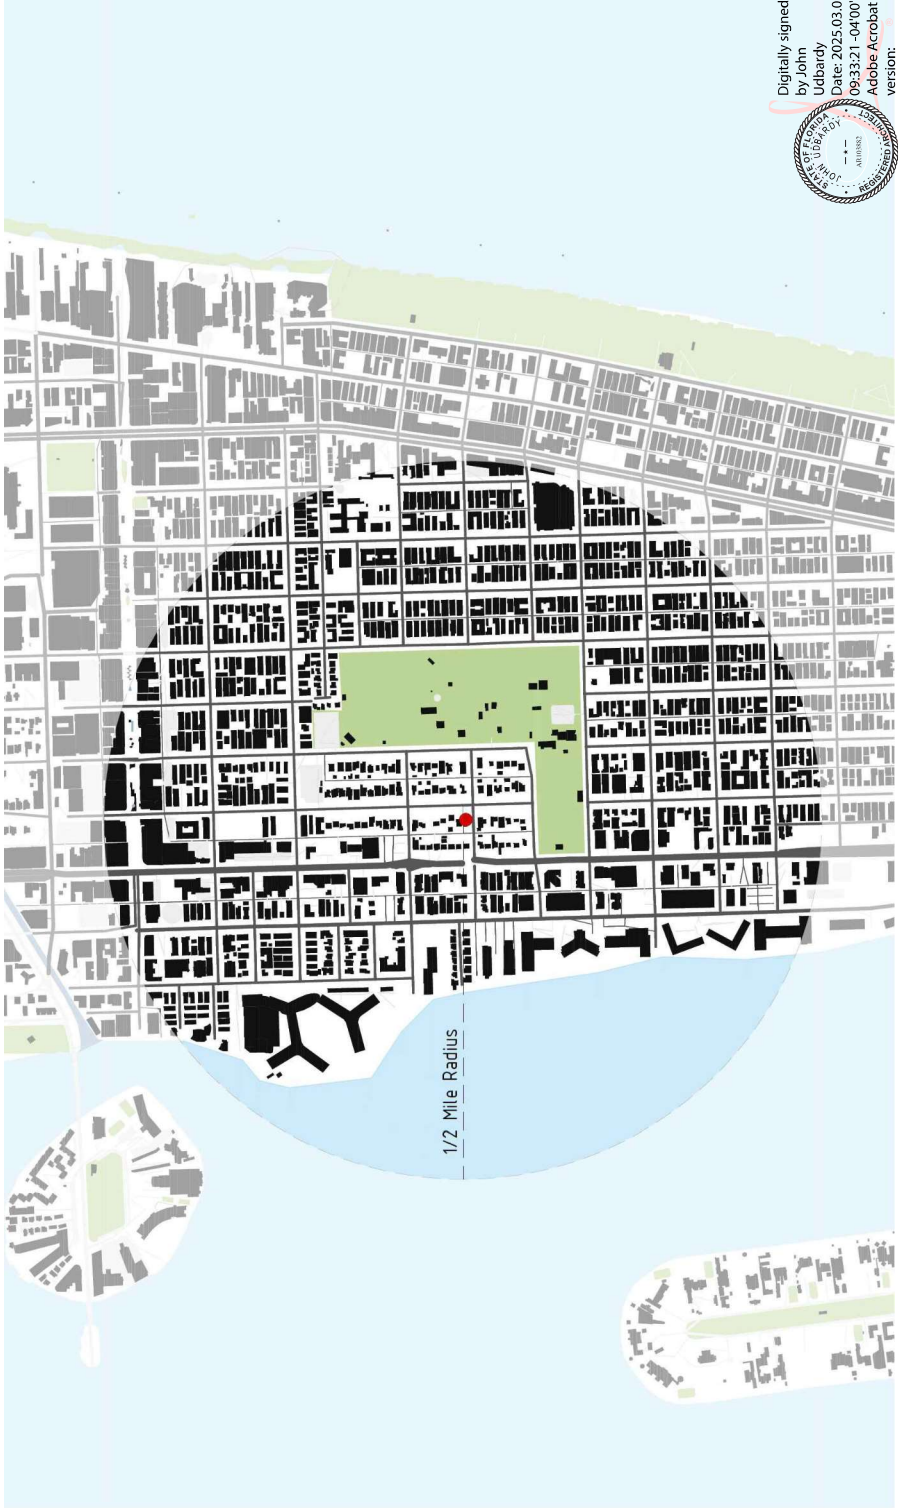 Digitally signed
by John
Udbardy
Date: 2025.03.0
09:33:21 -04'00'
Adobe Acrobat
version:
STATE OF FLORIDA
JOHN UDBARDY
AR103882
REGISTERED ARCHITECT
1/2 Mile Radius